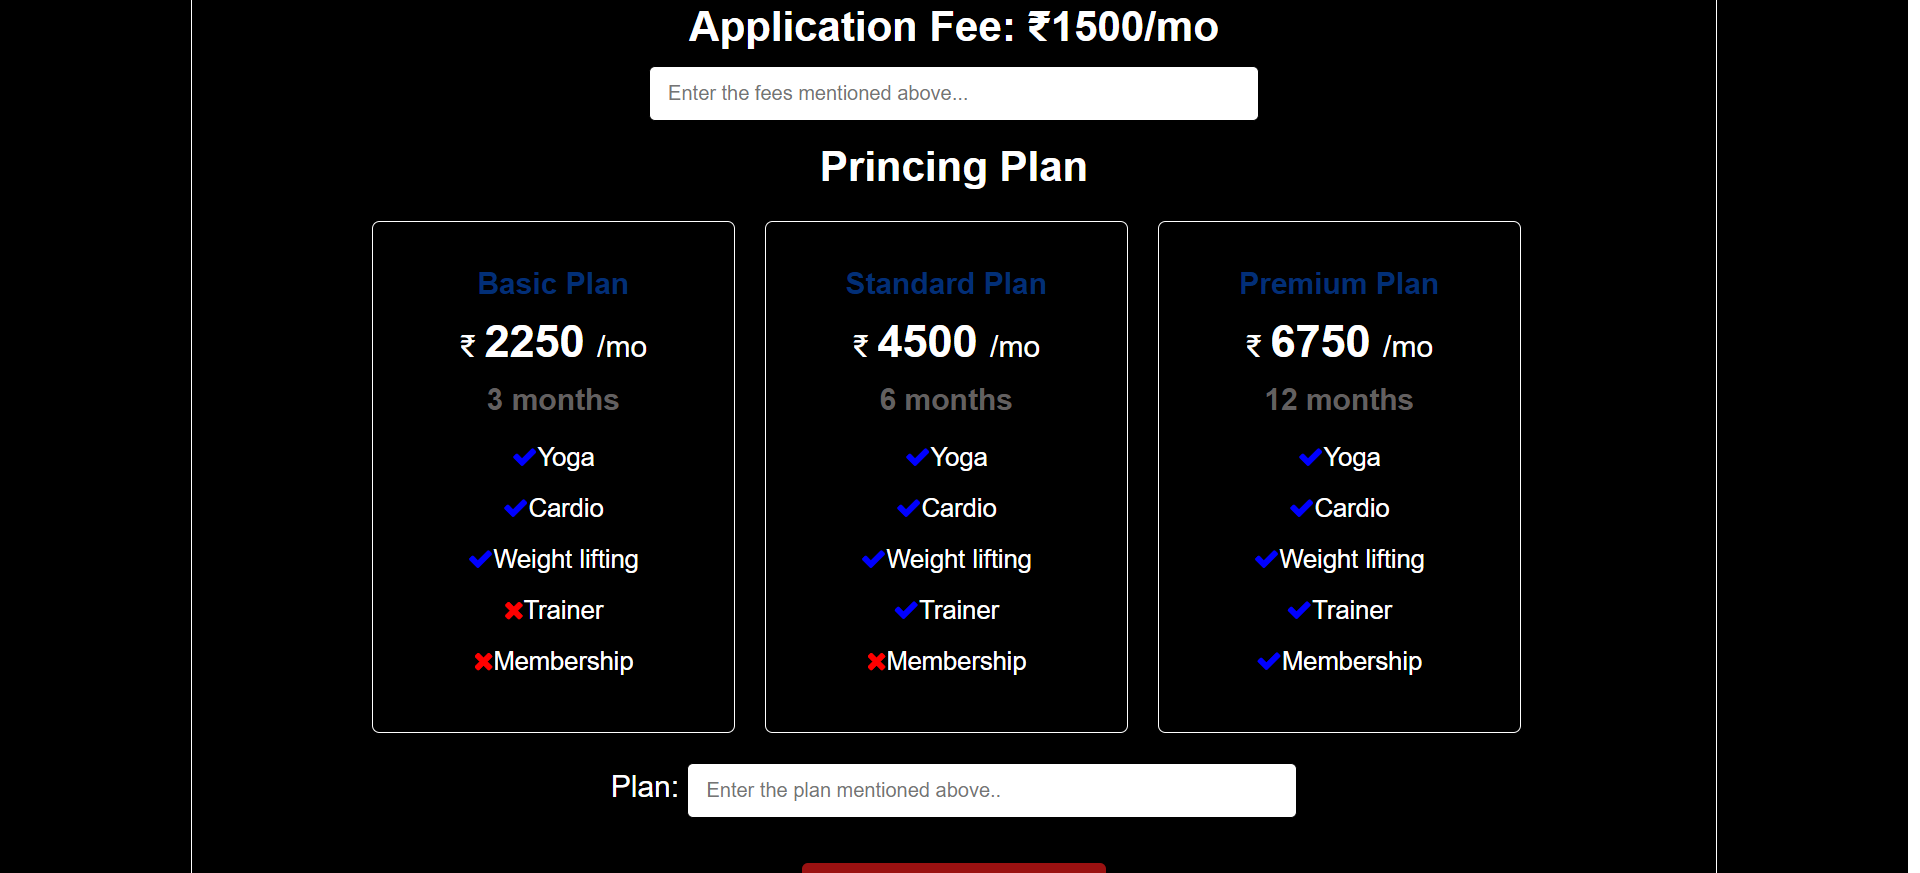 Application Fee: ₹1500/mo
Enter the fees mentioned above...
Princing Plan
Basic Plan
₹ 2250 /mo
3 months
Yoga
Cardio
Weight lifting
Trainer
Membership
Standard Plan
₹ 4500 /mo
6 months
Yoga
Cardio
Weight lifting
Trainer
Membership
Premium Plan
₹ 6750 /mo
12 months
Yoga
Cardio
Weight lifting
Trainer
Membership
Plan: Enter the plan mentioned above..